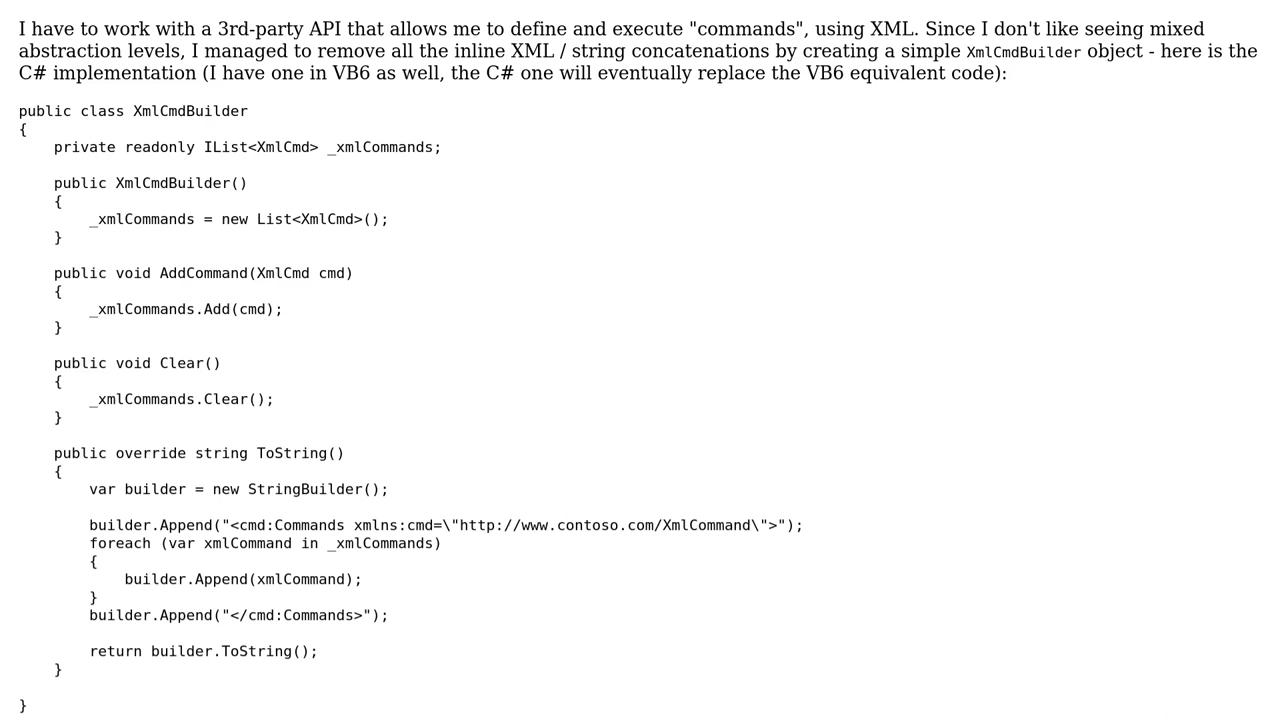 I have to work with a 3rd-party API that allows me to define and execute "commands", using XML. Since I don't like seeing mixed
abstraction levels, I managed to remove all the inline XML / string concatenations by creating a simple XmlCmdBuilder object - here is the
C# implementation (I have one in VB6 as well, the C# one will eventually replace the VB6 equivalent code):
public class XmlCmdBuilder
{
    private readonly IList<XmlCmd> _xmlCommands;
    public XmlCmdBuilder()
    {
        _xmlCommands = new List<XmlCmd>();
    }
    public void AddCommand(XmlCmd cmd)
    {
        _xmlCommands.Add(cmd);
    }
    public void Clear()
    {
        _xmlCommands.Clear();
    }
    public override string ToString()
    {
        var builder = new StringBuilder();
        builder.Append("<cmd:Commands xmlns:cmd=\"http://www.contoso.com/XmlCommand\">");
        foreach (var xmlCommand in _xmlCommands)
        {
            builder.Append(xmlCommand);
        }
        builder.Append("</cmd:Commands>");
        return builder.ToString();
    }
}